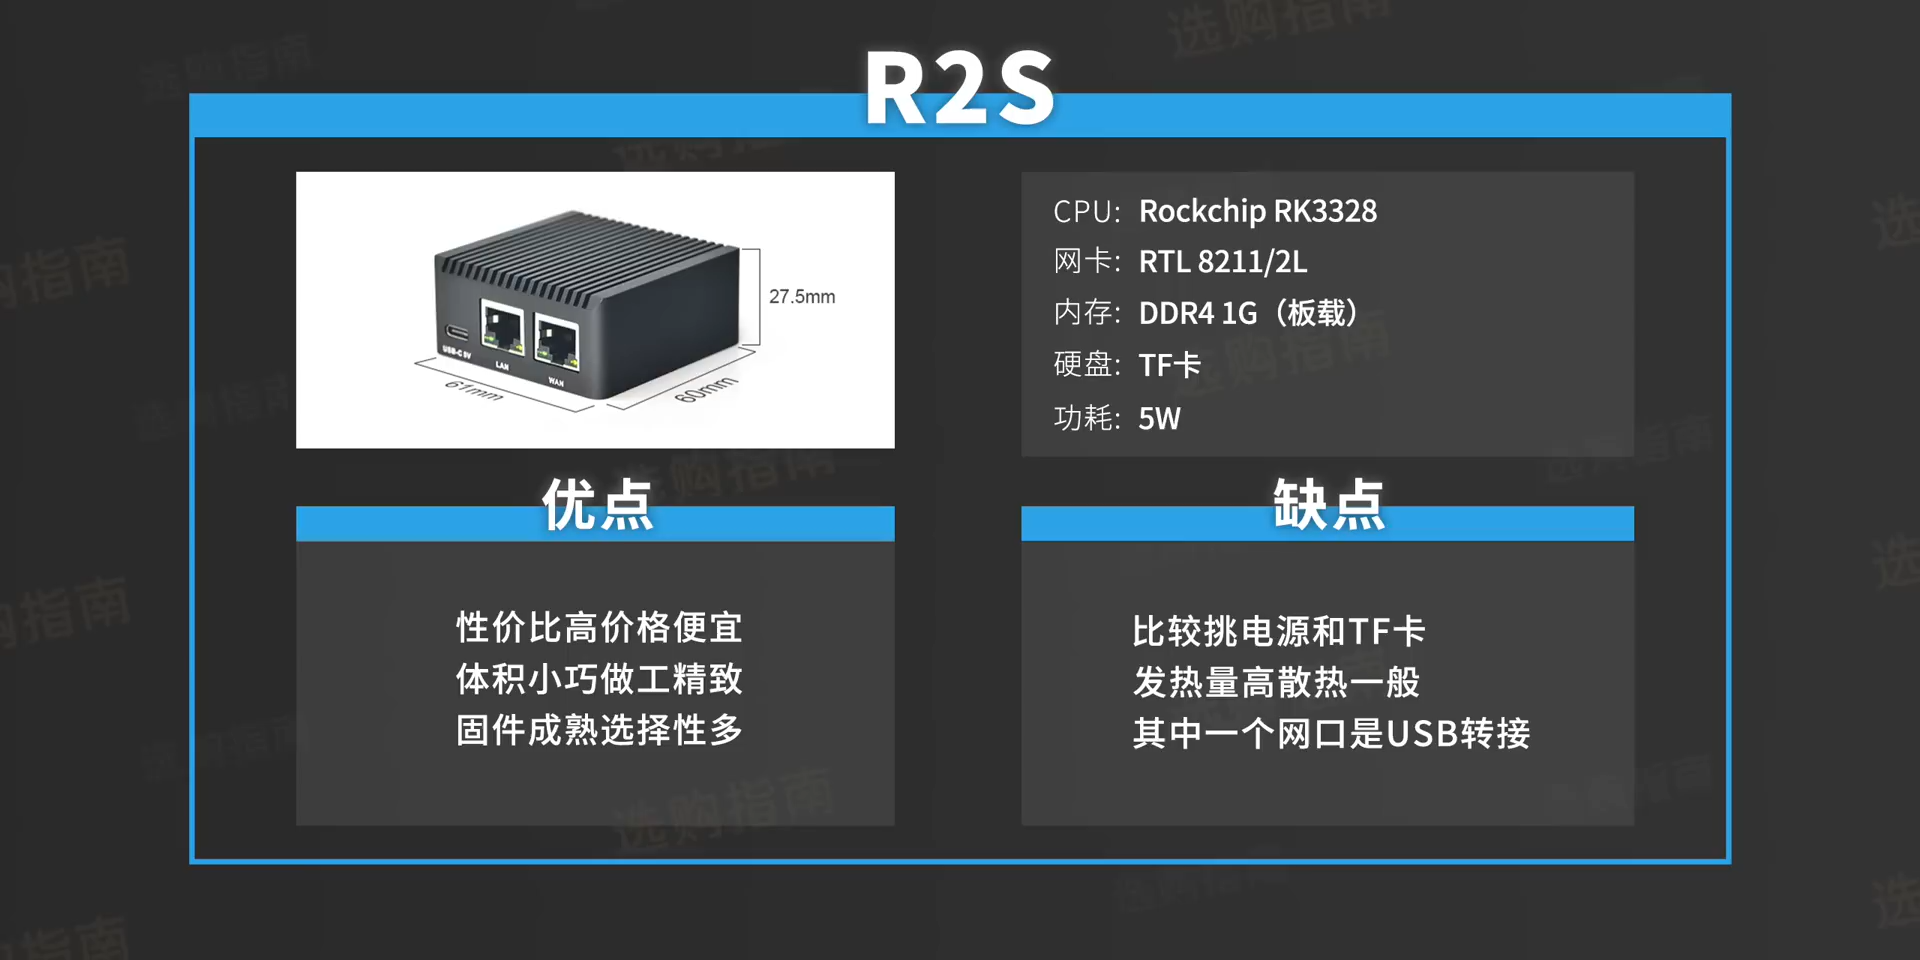 R2S
27.5mm
USB-C 5V
LAN
WAN
61mm
60mm
CPU: Rockchip RK3328
网卡: RTL 8211/2L
内存: DDR4 1G（板载）
硬盘: TF卡
功耗: 5W
优点
性价比高价格便宜
体积小巧做工精致
固件成熟选择性多
缺点
比较挑电源和TF卡
发热量高散热一般
其中一个网口是USB转接
选购指南